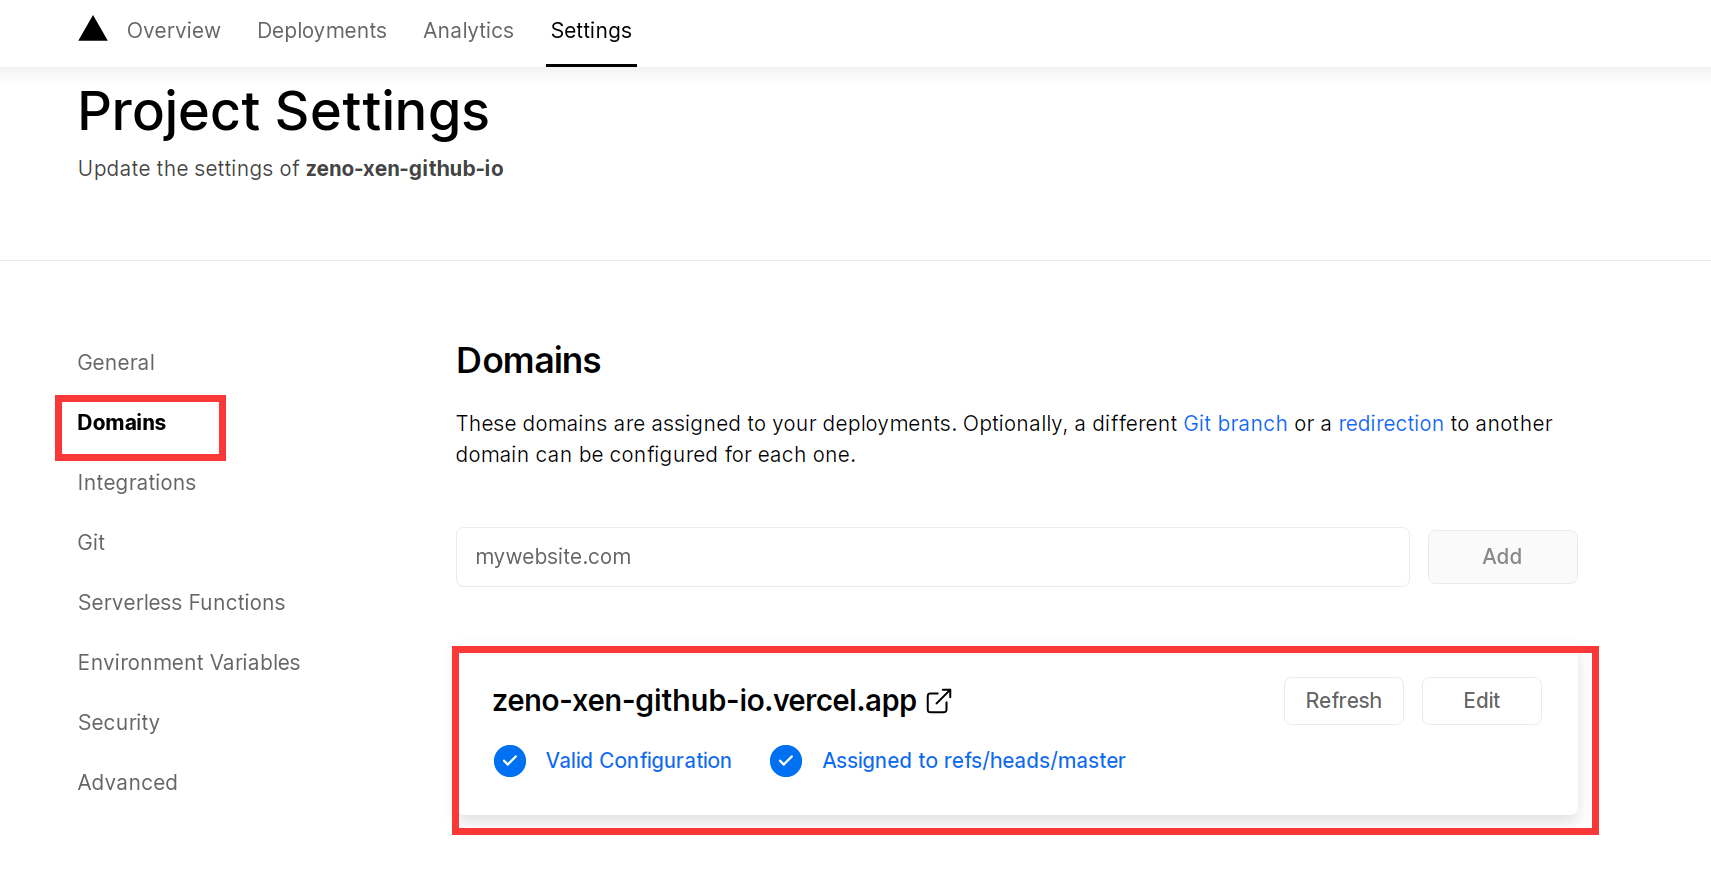 Overview Deployments Analytics Settings
Project Settings
Update the settings of zeno-xen-github-io
General
Domains
Integrations
Git
Serverless Functions
Environment Variables
Security
Advanced
Domains
These domains are assigned to your deployments. Optionally, a different Git branch or a redirection to another
domain can be configured for each one.
mywebsite.com Add
zeno-xen-github-io.vercel.app Refresh Edit
Valid Configuration Assigned to refs/heads/master